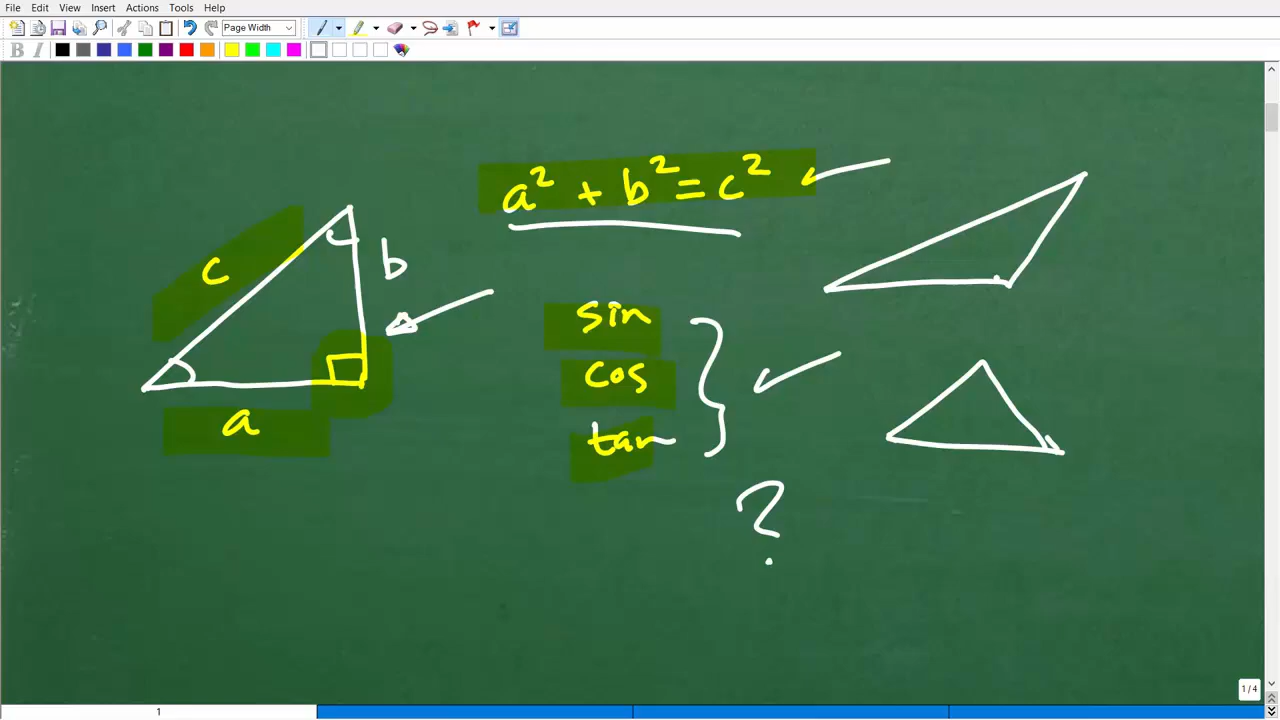 File Edit View Insert Actions Tools Help
Page Width
B I
a² + b² = c²
c
b
a
sin
cos
tan
?
1 / 4
1